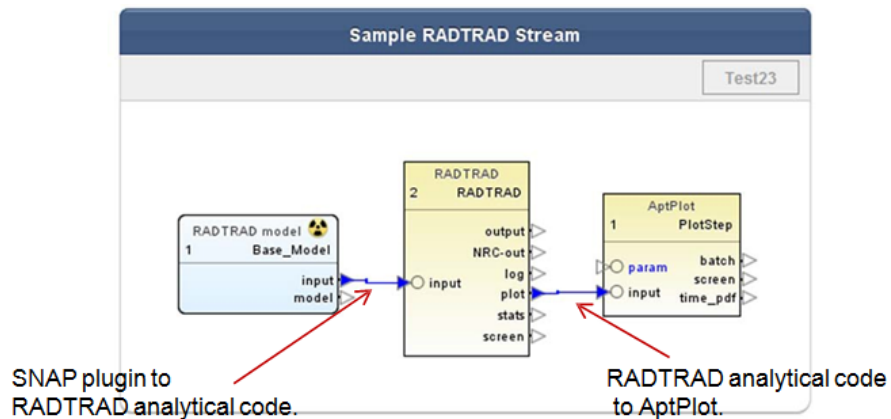 Sample RADTRAD Stream
Test23
RADTRAD model
1 Base_Model
input
model
RADTRAD
2 RADTRAD
input
output
NRC-out
log
plot
stats
screen
AptPlot
1 PlotStep
param
input
batch
screen
time_pdf
SNAP plugin to
RADTRAD analytical code.
RADTRAD analytical code
to AptPlot.